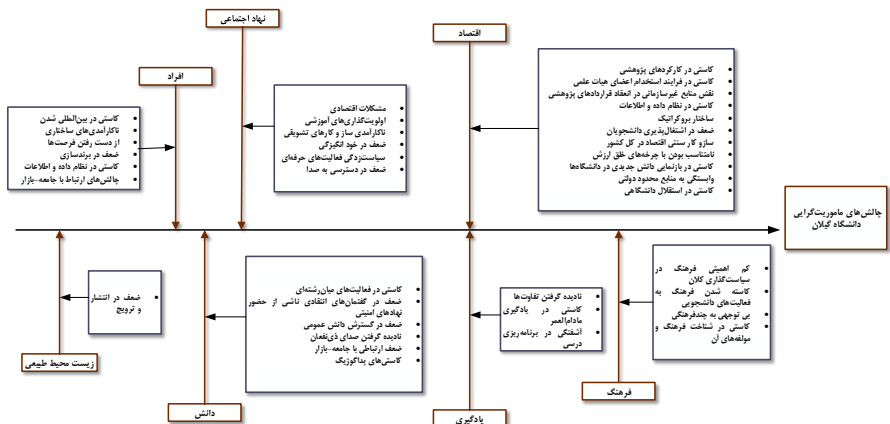 نهاد اجتماعی
اقتصاد
افراد
کاستی در کارکردهای پژوهشی
کاستی در فرایند استخدام اعضای هیات علمی
نقش منابع غیرسازمانی در انعقاد قراردادهای پژوهشی
کاستی در نظام داده و اطلاعات
ساختار بروکراتیک
ضعف در اشتغال‌پذیری دانشجویان
سازو کار سنتی اقتصاد در کل کشور
نامتناسب بودن با چرخه‌های خلق ارزش
کاستی در بازنمایی دانش جدیدی در دانشگاه‌ها
وابستگی به منابع محدود دولتی
کاستی در استقلال دانشگاهی
مشکلات اقتصادی
اولویت‌گذاری‌های آموزشی
ناکارآمدی ساز و کارهای تشویقی
ضعف در خود انگیزگی
سیاست‌زدگی فعالیت‌های حرفه‌ای
ضعف در دسترسی به صدا
کاستی در بین‌المللی شدن
ناکارآمدی‌های ساختاری
از دست رفتن فرصت‌ها
ضعف در برندسازی
کاستی در نظام داده و اطلاعات
چالش‌های ارتباط با جامعه-بازار
چالش‌های ماموریت‌گرایی
دانشگاه گیلان
کم اهمیتی فرهنگ در
سیاست‌گذاری کلان
کاسته شدن فرهنگ به
فعالیت‌های دانشجویی
بی توجهی به چندفرهنگی
کاستی در شناخت فرهنگ و
مولفه‌های آن
نادیده گرفتن تفاوت‌ها
کاستی در یادگیری
مادام‌العمر
آشفتگی در برنامه‌ریزی
درسی
کاستی در فعالیت‌های میان‌رشته‌ای
ضعف در گفتمان‌های انتقادی ناشی از حضور
نهادهای امنیتی
ضعف در گسترش دانش عمومی
نادیده گرفتن صدای ذی‌نفعان
ضعف ارتباطی با جامعه-بازار
کاستی‌های پداگوژیک
ضعف در انتشار
و ترویج
زیست محیط طبیعی
فرهنگ
دانش
یادگیری